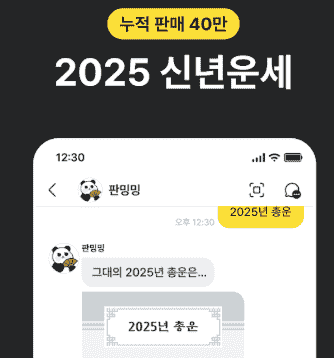 누적 판매 40만
2025 신년운세
12:30
판밍밍
2025년 총운
오후 12:30
판밍밍
그대의 2025년 총운은...
2025년 총운